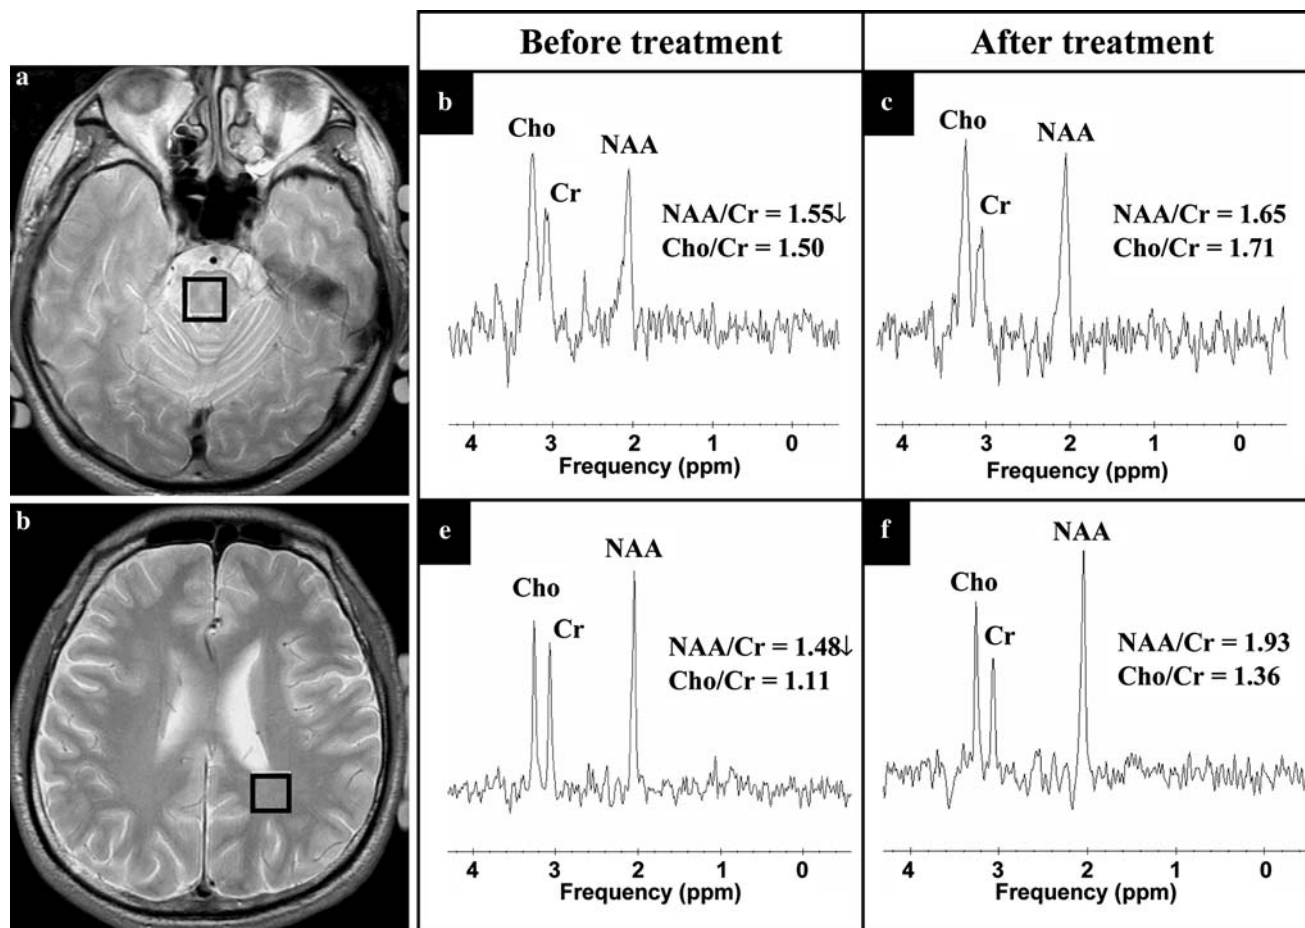 Before treatment
After treatment
a
b
Cho
Cr
NAA
NAA/Cr = 1.55↓
Cho/Cr = 1.50
4 3 2 1 0
Frequency (ppm)
c
Cho
Cr
NAA
NAA/Cr = 1.65
Cho/Cr = 1.71
4 3 2 1 0
Frequency (ppm)
b
e
Cho
Cr
NAA
NAA/Cr = 1.48↓
Cho/Cr = 1.11
4 3 2 1 0
Frequency (ppm)
f
Cho
Cr
NAA
NAA/Cr = 1.93
Cho/Cr = 1.36
4 3 2 1 0
Frequency (ppm)